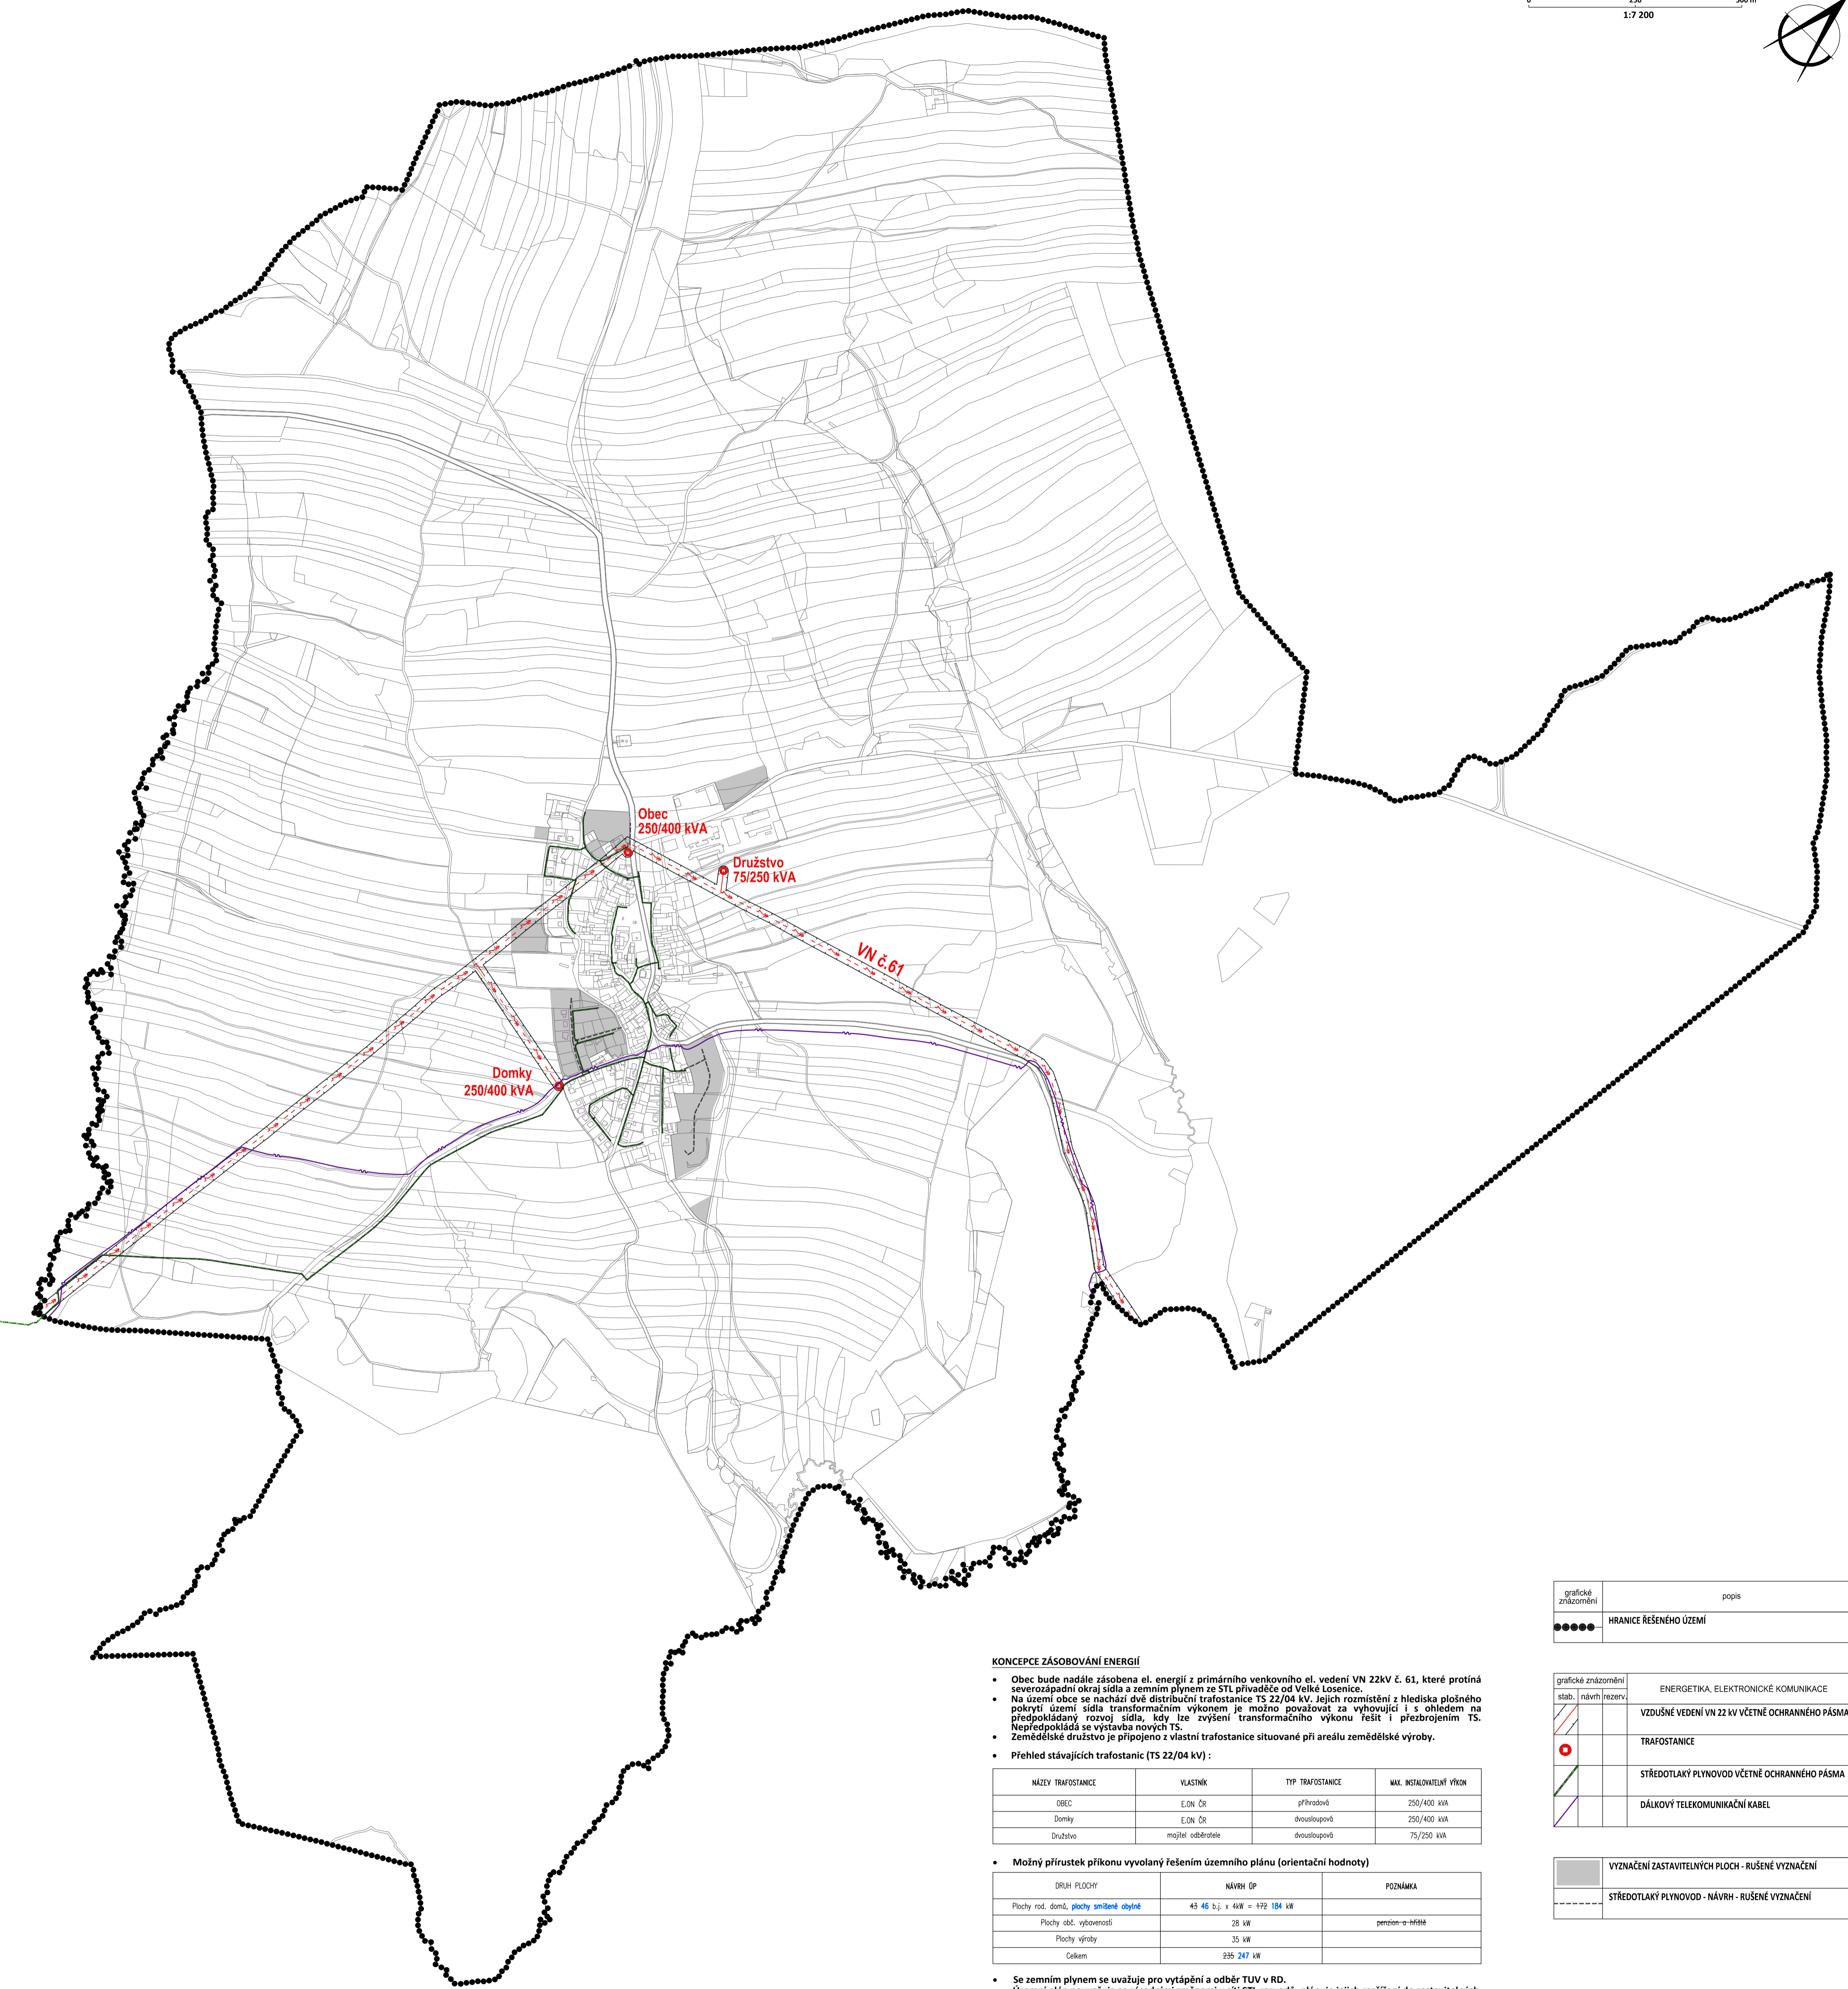 0 250 500 m
1:7 200
Obec
250/400 kVA
Družstvo
75/250 kVA
VN č.61
Domky
250/400 kVA
KONCEPCE ZÁSOBOVÁNÍ ENERGIÍ
• Obec bude nadále zásobena el. energií z primárního venkovního el. vedení VN 22kV č. 61, které protíná
severozápadní okraj sídla a zemním plynem ze STL přivaděče od Velké Losenice.
• Na území obce se nachází dvě distribuční trafostanice TS 22/04 kV. Jejich rozmístění z hlediska plošného
pokrytí území sídla transformačním výkonem je možno považovat za vyhovující i s ohledem na
předpokládaný rozvoj sídla, kdy lze zvýšení transformačního výkonu řešit i přezbrojením TS.
Nepředpokládá se výstavba nových TS.
• Zemědělské družstvo je připojeno z vlastní trafostanice situované při areálu zemědělské výroby.
• Přehled stávajících trafostanic (TS 22/04 kV) :
NÁZEV TRAFOSTANICE VLASTNÍK TYP TRAFOSTANICE MAX. INSTALOVATELNÝ VÝKON
OBEC E.ON ČR příhradová 250/400 kVA
Domky E.ON ČR dvousloupová 250/400 kVA
Družstvo majitel odběratele dvousloupová 75/250 kVA
• Možný přírustek příkonu vyvolaný řešením územního plánu (orientační hodnoty)
DRUH PLOCHY NÁVRH ÚP POZNÁMKA
Plochy rod. domů, plochy smíšené obylné 43 46 b.j. x 4kW = 172 184 kW
Plochy obč. vybavenosti 28 kW penzion a hřiště
Plochy výroby 35 kW
Celkem 235 247 kW
• Se zemním plynem se uvažuje pro vytápění a odběr TUV v RD.
grafické
znázornění
popis
HRANICE ŘEŠENÉHO ÚZEMÍ
grafické znázornění
stab. návrh rezerv.
ENERGETIKA, ELEKTRONICKÉ KOMUNIKACE
VZDUŠNÉ VEDENÍ VN 22 kV VČETNĚ OCHRANNÉHO PÁSMA
TRAFOSTANICE
STŘEDOTLAKÝ PLYNOVOD VČETNĚ OCHRANNÉHO PÁSMA
DÁLKOVÝ TELEKOMUNIKAČNÍ KABEL
VYZNAČENÍ ZASTAVITELNÝCH PLOCH - RUŠENÉ VYZNAČENÍ
STŘEDOTLAKÝ PLYNOVOD - NÁVRH - RUŠENÉ VYZNAČENÍ